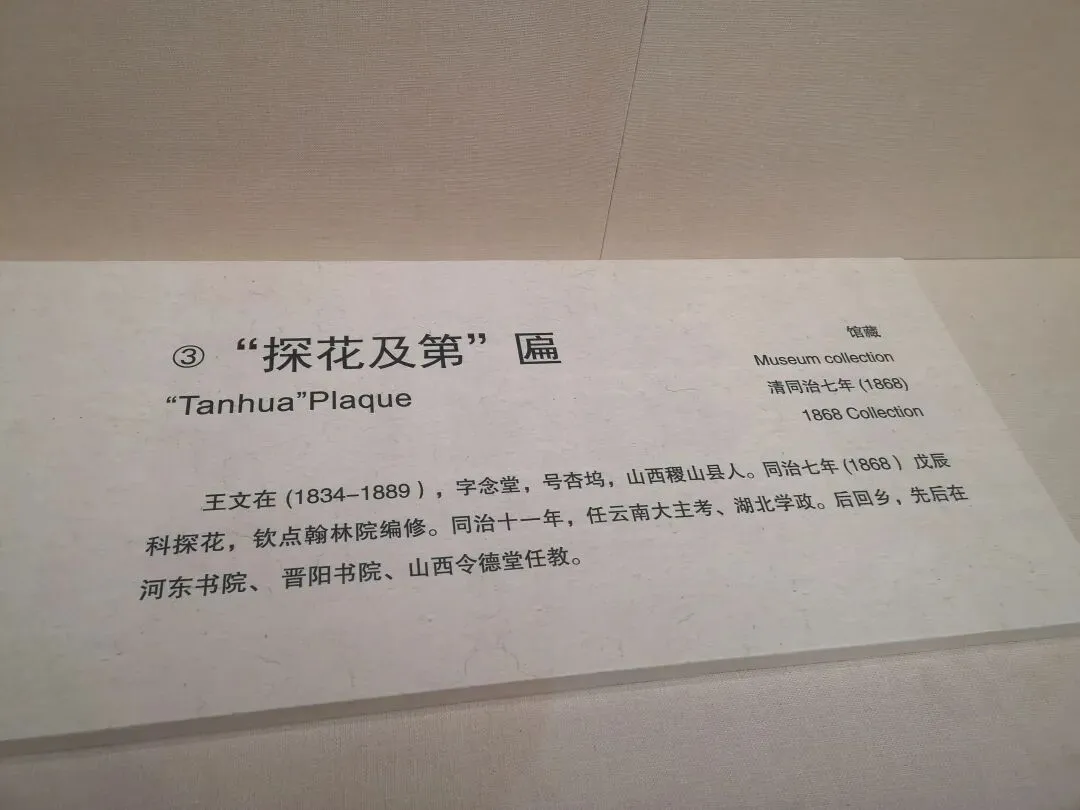 ③ “探花及第” 匾
“Tanhua”Plaque
馆藏
Museum collection
清同治七年(1868)
1868 Collection
王文在 (1834–1889 ) ，字念堂，号杏坞，山西稷山县人。同治七年(1868 ) 戊辰
科探花，钦点翰林院编修。同治十一年，任云南大主考、湖北学政。后回乡，先后在
河东书院、 晋阳书院、山西令德堂任教。